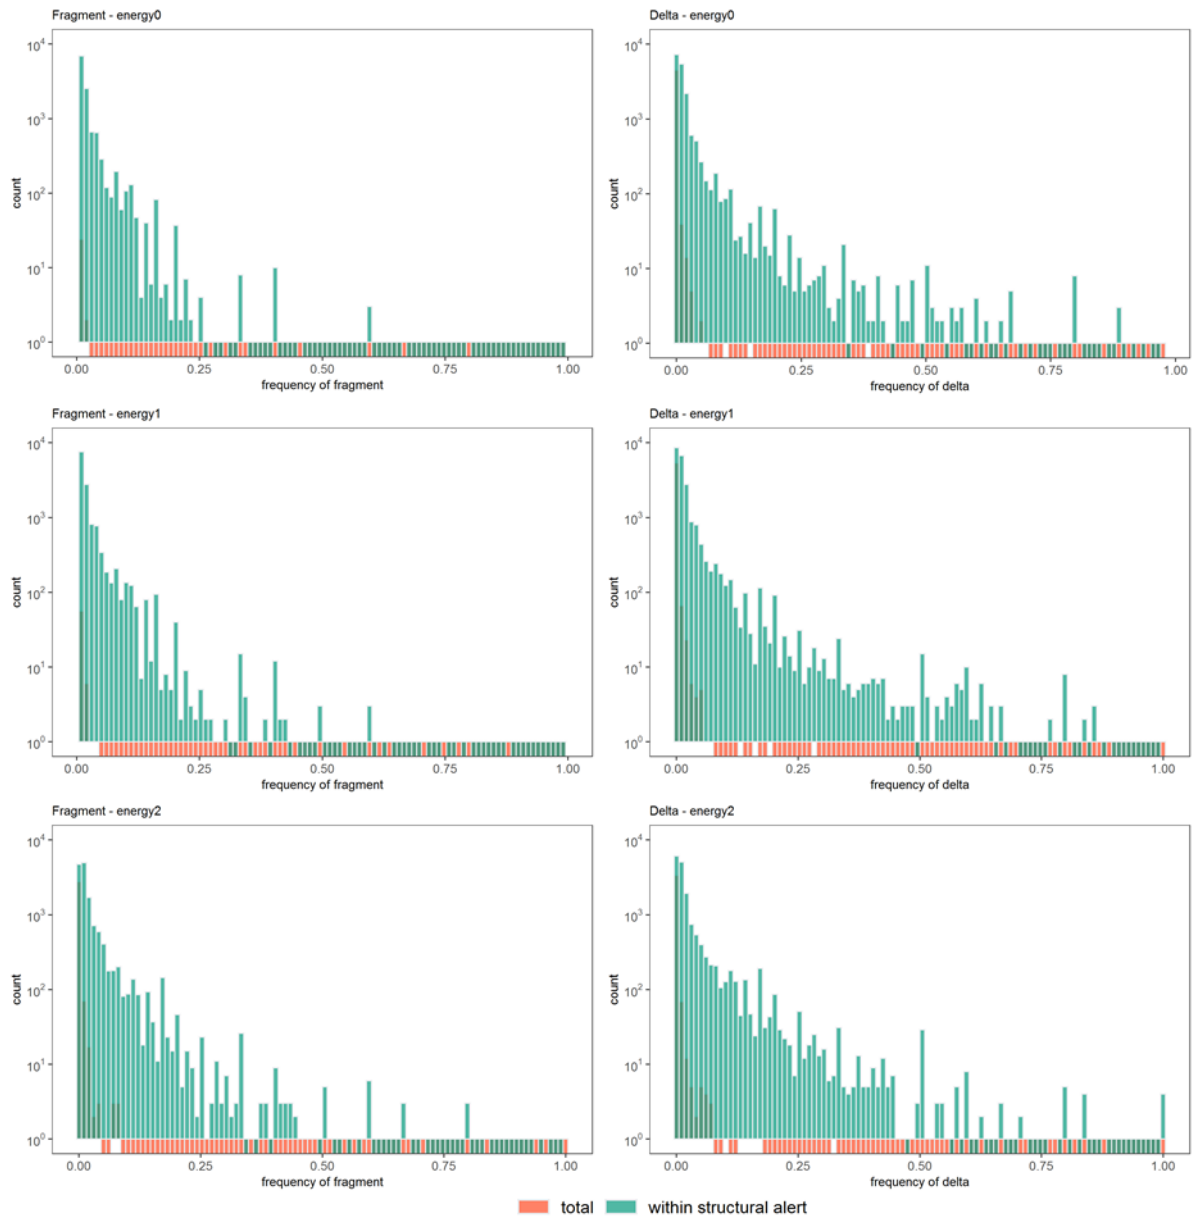 Fragment - energy0
10⁴
10³
10²
10¹
10⁰
count
0.00 0.25 0.50 0.75 1.00
frequency of fragment
Delta - energy0
10⁴
10³
10²
10¹
10⁰
count
0.00 0.25 0.50 0.75 1.00
frequency of delta
Fragment - energy1
10⁴
10³
10²
10¹
10⁰
count
0.00 0.25 0.50 0.75 1.00
frequency of fragment
Delta - energy1
10⁴
10³
10²
10¹
10⁰
count
0.00 0.25 0.50 0.75 1.00
frequency of delta
Fragment - energy2
10⁴
10³
10²
10¹
10⁰
count
0.00 0.25 0.50 0.75 1.00
frequency of fragment
Delta - energy2
10⁴
10³
10²
10¹
10⁰
count
0.00 0.25 0.50 0.75 1.00
frequency of delta
total within structural alert